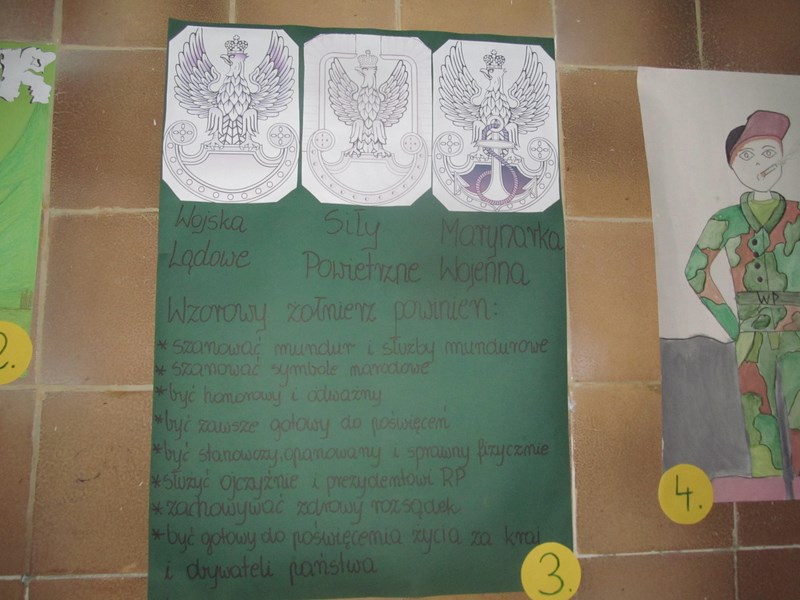 Wojska Lądowe
Siły Powietrzne
Marynarka Wojenna
Wzorowy żołnierz powinien:
* szanować mundur i służby mundurowe
* szanować symbole narodowe
* być honorowy i odważny
* być zawsze gotowy do poświęceń
* być stanowczy, opanowany i sprawny fizycznie
* służyć ojczyźnie i prezydentowi RP
* zachowywać zdrowy rozsądek
* być gotowy do poświęcenia życia za kraj
i obywateli państwa
2.
3.
WP
4.